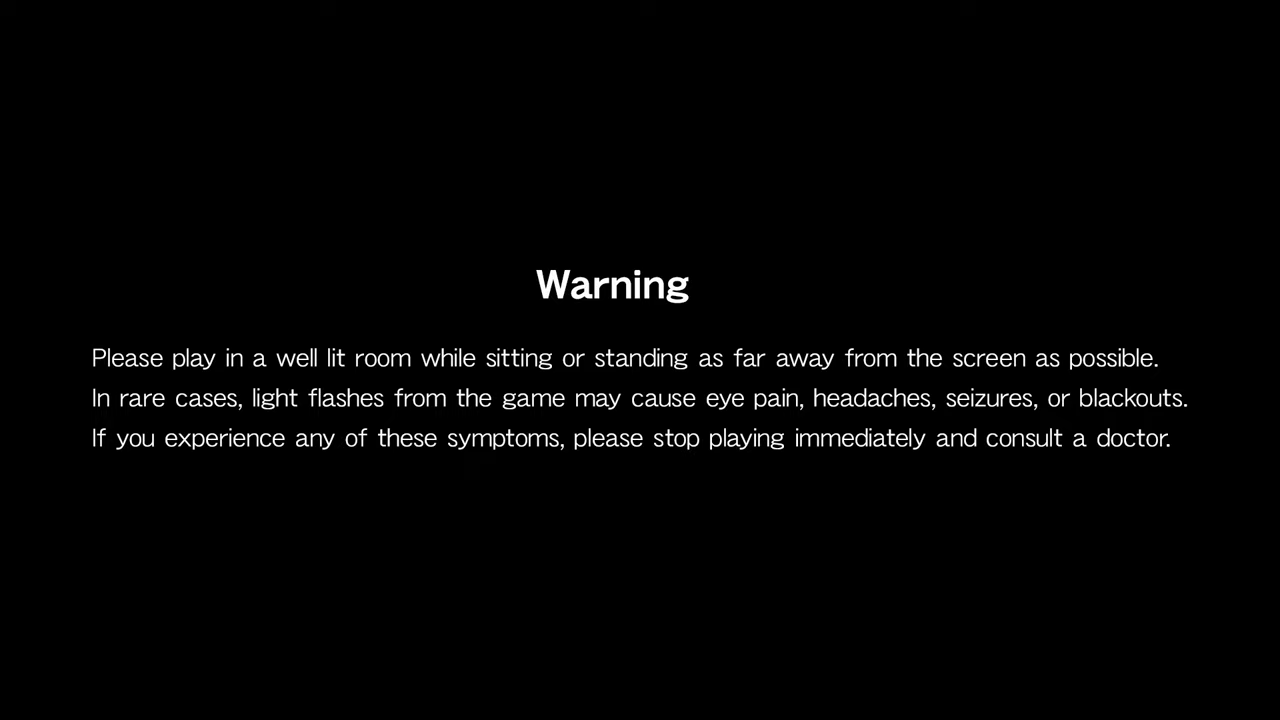 Warning
Please play in a well lit room while sitting or standing as far away from the screen as possible.
In rare cases, light flashes from the game may cause eye pain, headaches, seizures, or blackouts.
If you experience any of these symptoms, please stop playing immediately and consult a doctor.